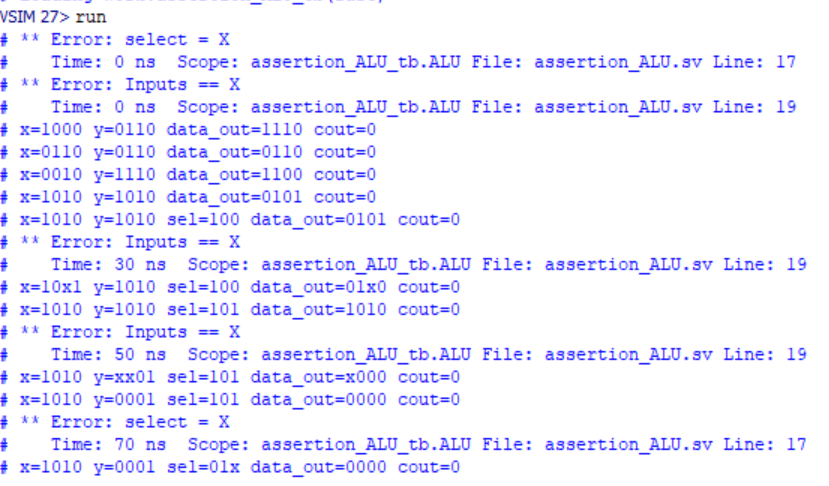 VSIM 27> run
# ** Error: select = X
#    Time: 0 ns  Scope: assertion_ALU_tb.ALU File: assertion_ALU.sv Line: 17
# ** Error: Inputs == X
#    Time: 0 ns  Scope: assertion_ALU_tb.ALU File: assertion_ALU.sv Line: 19
# x=1000 y=0110 data_out=1110 cout=0
# x=0110 y=0110 data_out=0110 cout=0
# x=0010 y=1110 data_out=1100 cout=0
# x=1010 y=1010 data_out=0101 cout=0
# x=1010 y=1010 sel=100 data_out=0101 cout=0
# ** Error: Inputs == X
#    Time: 30 ns  Scope: assertion_ALU_tb.ALU File: assertion_ALU.sv Line: 19
# x=10x1 y=1010 sel=100 data_out=01x0 cout=0
# x=1010 y=1010 sel=101 data_out=1010 cout=0
# ** Error: Inputs == X
#    Time: 50 ns  Scope: assertion_ALU_tb.ALU File: assertion_ALU.sv Line: 19
# x=1010 y=xx01 sel=101 data_out=x000 cout=0
# x=1010 y=0001 sel=101 data_out=0000 cout=0
# ** Error: select = X
#    Time: 70 ns  Scope: assertion_ALU_tb.ALU File: assertion_ALU.sv Line: 17
# x=1010 y=0001 sel=01x data_out=0000 cout=0